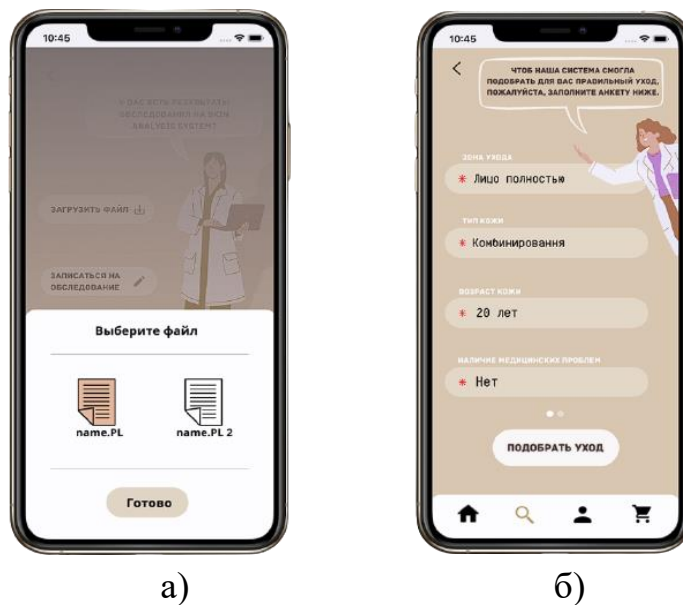 10:45
У ВАС ЕСТЬ РЕЗУЛЬТАТЫ
ОБСЛЕДОВАНИЯ НА SKIN
ANALYSIS SYSTEM?
ЗАГРУЗИТЬ ФАЙЛ
ЗАПИСАТЬСЯ НА
ОБСЛЕДОВАНИЕ
Выберите файл
name.PL
name.PL 2
Готово
а)
10:45
ЧТОБ НАША СИСТЕМА СМОГЛА
ПОДОБРАТЬ ДЛЯ ВАС ПРАВИЛЬНЫЙ УХОД,
ПОЖАЛУЙСТА, ЗАПОЛНИТЕ АНКЕТУ НИЖЕ.
ЗОНА УХОДА
* Лицо полностью
ТИП КОЖИ
* Комбинировання
ВОЗРАСТ КОЖИ
* 20 лет
НАЛИЧИЕ МЕДИЦИНСКИХ ПРОБЛЕМ
* Нет
ПОДОБРАТЬ УХОД
б)